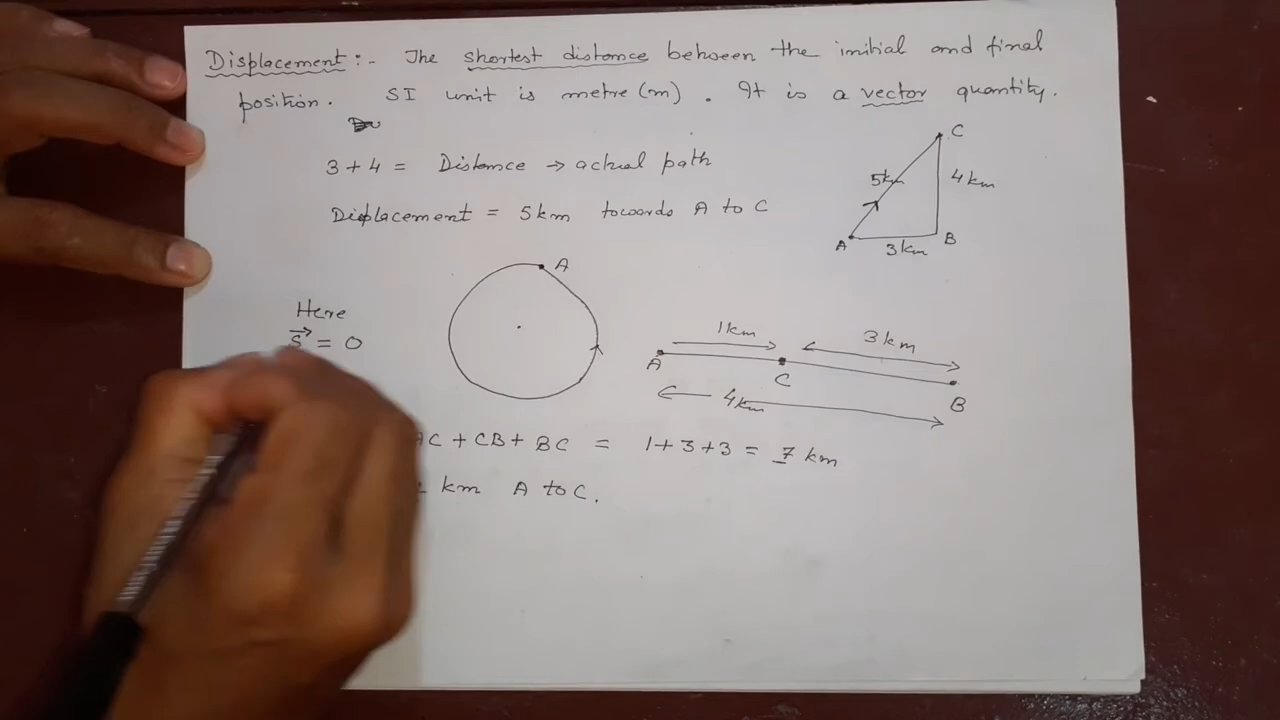 Displacement :- The shortest distance between the initial and final
position. SI unit is metre (m). It is a vector quantity.
3 + 4 = Distance → actual path
Displacement = 5km towards A to C
C
5km
4 km
A
3 km
B
A
Here
S⃗ = 0
1km
3 km
A
C
B
4km
AC + CB + BC = 1 + 3 + 3 = 7 km
km A to C.